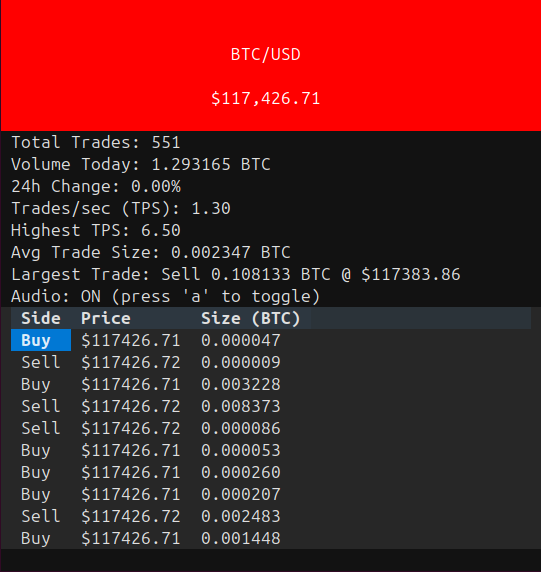 BTC/USD
$117,426.71
Total Trades: 551
Volume Today: 1.293165 BTC
24h Change: 0.00%
Trades/sec (TPS): 1.30
Highest TPS: 6.50
Avg Trade Size: 0.002347 BTC
Largest Trade: Sell 0.108133 BTC @ $117383.86
Audio: ON (press 'a' to toggle)
Side Price Size (BTC)
Buy $117426.71 0.000047
Sell $117426.72 0.000009
Buy $117426.71 0.003228
Sell $117426.72 0.008373
Sell $117426.72 0.000086
Buy $117426.71 0.000053
Buy $117426.71 0.000260
Buy $117426.71 0.000207
Sell $117426.72 0.002483
Buy $117426.71 0.001448